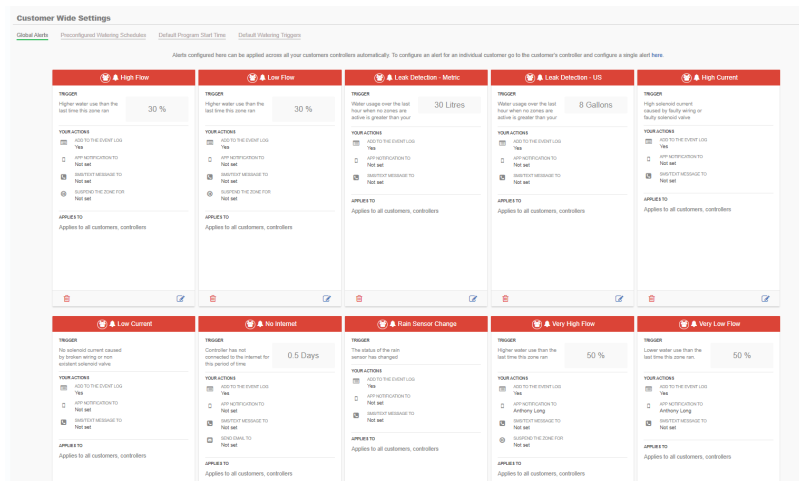 Customer Wide Settings
Global Alerts Preconfigured Watering Schedules Default Program Start Time Default Watering Triggers
Alerts configured here can be applied across all your customers controllers automatically. To configure an alert for an individual customer go to the customer's controller and configure a single alert here.
High Flow
TRIGGER
Higher water use than the
last time this zone ran
30 %
YOUR ACTIONS
ADD TO THE EVENT LOG
Yes
APP NOTIFICATION TO
Not set
SMS/TEXT MESSAGE TO
Not set
SUSPEND THE ZONE FOR
Not set
APPLIES TO
Applies to all customers, controllers
Low Flow
TRIGGER
Higher water use than the
last time this zone ran
30 %
YOUR ACTIONS
ADD TO THE EVENT LOG
Yes
APP NOTIFICATION TO
Not set
SMS/TEXT MESSAGE TO
Not set
SUSPEND THE ZONE FOR
Not set
APPLIES TO
Applies to all customers, controllers
Leak Detection - Metric
TRIGGER
Water usage over the last
hour when no zones are
active is greater than your
30 Litres
YOUR ACTIONS
ADD TO THE EVENT LOG
Yes
APP NOTIFICATION TO
Not set
SMS/TEXT MESSAGE TO
Not set
APPLIES TO
Applies to all customers, controllers
Leak Detection - US
TRIGGER
Water usage over the last
hour when no zones are
active is greater than your
8 Gallons
YOUR ACTIONS
ADD TO THE EVENT LOG
Yes
APP NOTIFICATION TO
Not set
SMS/TEXT MESSAGE TO
Not set
APPLIES TO
Applies to all customers, controllers
High Current
TRIGGER
High solenoid current
caused by faulty wiring or
faulty solenoid valve
YOUR ACTIONS
ADD TO THE EVENT LOG
Yes
APP NOTIFICATION TO
Not set
SMS/TEXT MESSAGE TO
Not set
APPLIES TO
Applies to all customers, controllers
Low Current
TRIGGER
No solenoid current caused
by broken wiring or non
existent solenoid valve
YOUR ACTIONS
ADD TO THE EVENT LOG
Yes
APP NOTIFICATION TO
Not set
SMS/TEXT MESSAGE TO
Not set
APPLIES TO
Applies to all customers, controllers
No Internet
TRIGGER
Controller has not
connected to the internet for
this period of time
0.5 Days
YOUR ACTIONS
ADD TO THE EVENT LOG
Yes
APP NOTIFICATION TO
Not set
SMS/TEXT MESSAGE TO
Not set
SEND EMAIL TO
Not set
APPLIES TO
Applies to all customers, controllers
Rain Sensor Change
TRIGGER
The status of the rain
sensor has changed
YOUR ACTIONS
ADD TO THE EVENT LOG
Yes
APP NOTIFICATION TO
Not set
SMS/TEXT MESSAGE TO
Not set
APPLIES TO
Applies to all customers, controllers
Very High Flow
TRIGGER
Higher water use than the
last time this zone ran
50 %
YOUR ACTIONS
ADD TO THE EVENT LOG
Yes
APP NOTIFICATION TO
Anthony Long
SMS/TEXT MESSAGE TO
Not set
SUSPEND THE ZONE FOR
Not set
APPLIES TO
Applies to all customers, controllers
Very Low Flow
TRIGGER
Lower water use than the
last time this zone ran.
50 %
YOUR ACTIONS
ADD TO THE EVENT LOG
Yes
APP NOTIFICATION TO
Anthony Long
SMS/TEXT MESSAGE TO
Not set
APPLIES TO
Applies to all customers, controllers